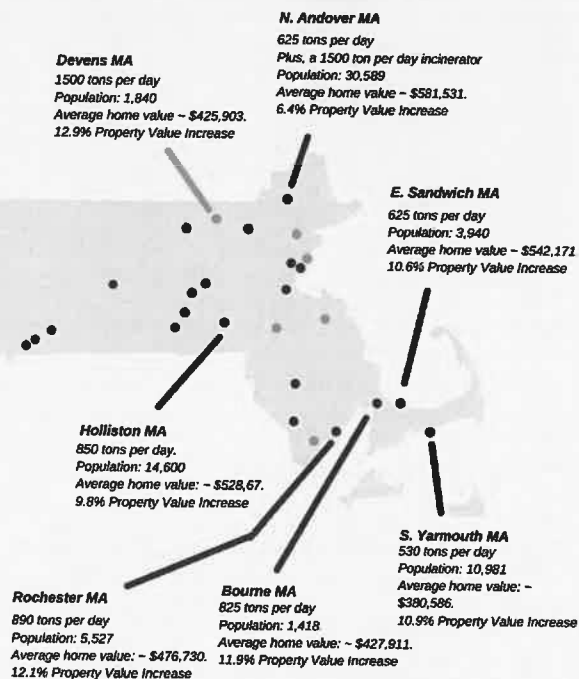 N. Andover MA
625 tons per day
Plus, a 1500 ton per day incinerator
Population: 30,589
Average home value ~ $581,531.
6.4% Property Value Increase
Devens MA
1500 tons per day
Population: 1,840
Average home value ~ $425,903.
12.9% Property Value Increase
E. Sandwich MA
625 tons per day
Population: 3,940
Average home value ~ $542,171
10.6% Property Value Increase
Holliston MA
850 tons per day.
Population: 14,600
Average home value: ~ $528,67.
9.8% Property Value Increase
S. Yarmouth MA
530 tons per day
Population: 10,981
Average home value: ~
$380,586.
10.9% Property Value Increase
Rochester MA
890 tons per day
Population: 5,527
Average home value: ~ $476,730.
12.1% Property Value Increase
Bourne MA
825 tons per day
Population: 1,418.
Average home value: ~ $427,911.
11.9% Property Value Increase